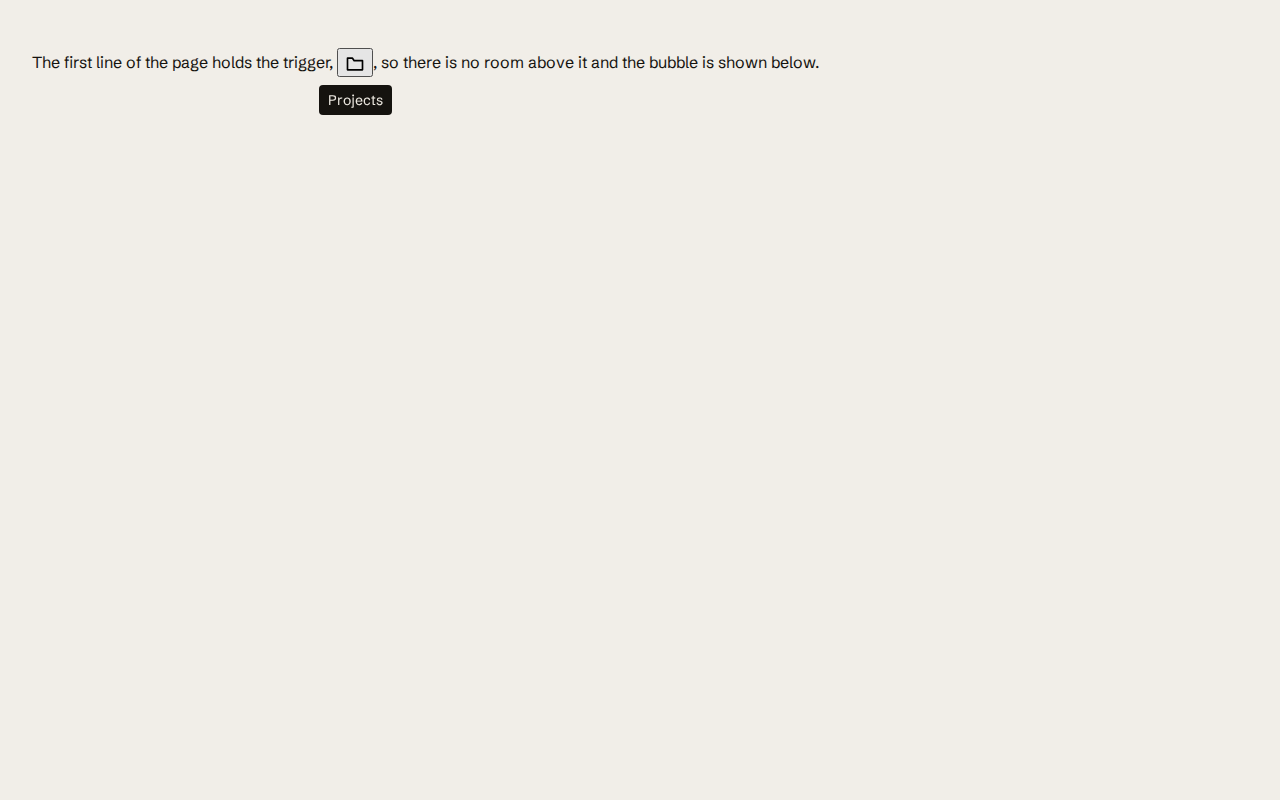 The first line of the page holds the trigger, , so there is no room above it and the bubble is shown below.
Projects